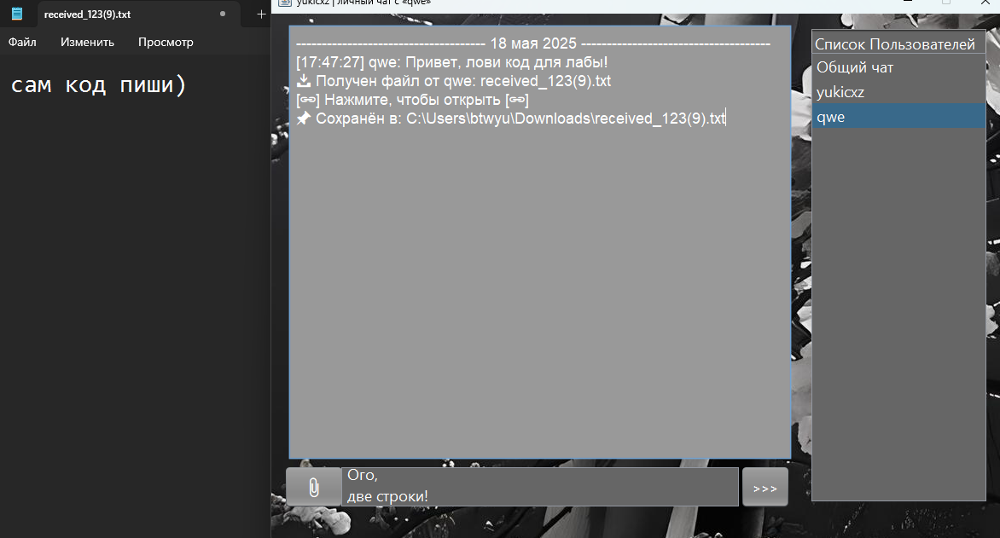 received_123(9).txt
Файл Изменить Просмотр
сам код пиши)
yukicxz | личный чат с «qwe»
------------------------------------- 18 мая 2025 -------------------------------------
[17:47:27] qwe: Привет, лови код для лабы!
Получен файл от qwe: received_123(9).txt
[🔗] Нажмите, чтобы открыть [🔗]
📌 Сохранён в: C:\Users\btwyu\Downloads\received_123(9).txt
Ого,
две строки!
>>>
Список Пользователей
Общий чат
yukicxz
qwe